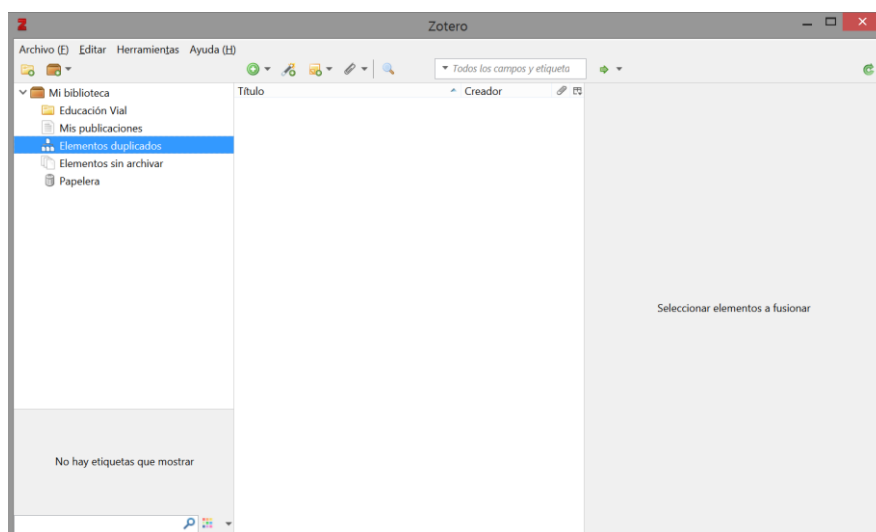 Zotero
Archivo (F) Editar Herramientas Ayuda (H)
Todos los campos y etiqueta
Mi biblioteca
Educación Vial
Mis publicaciones
Elementos duplicados
Elementos sin archivar
Papelera
Título Creador
Seleccionar elementos a fusionar
No hay etiquetas que mostrar